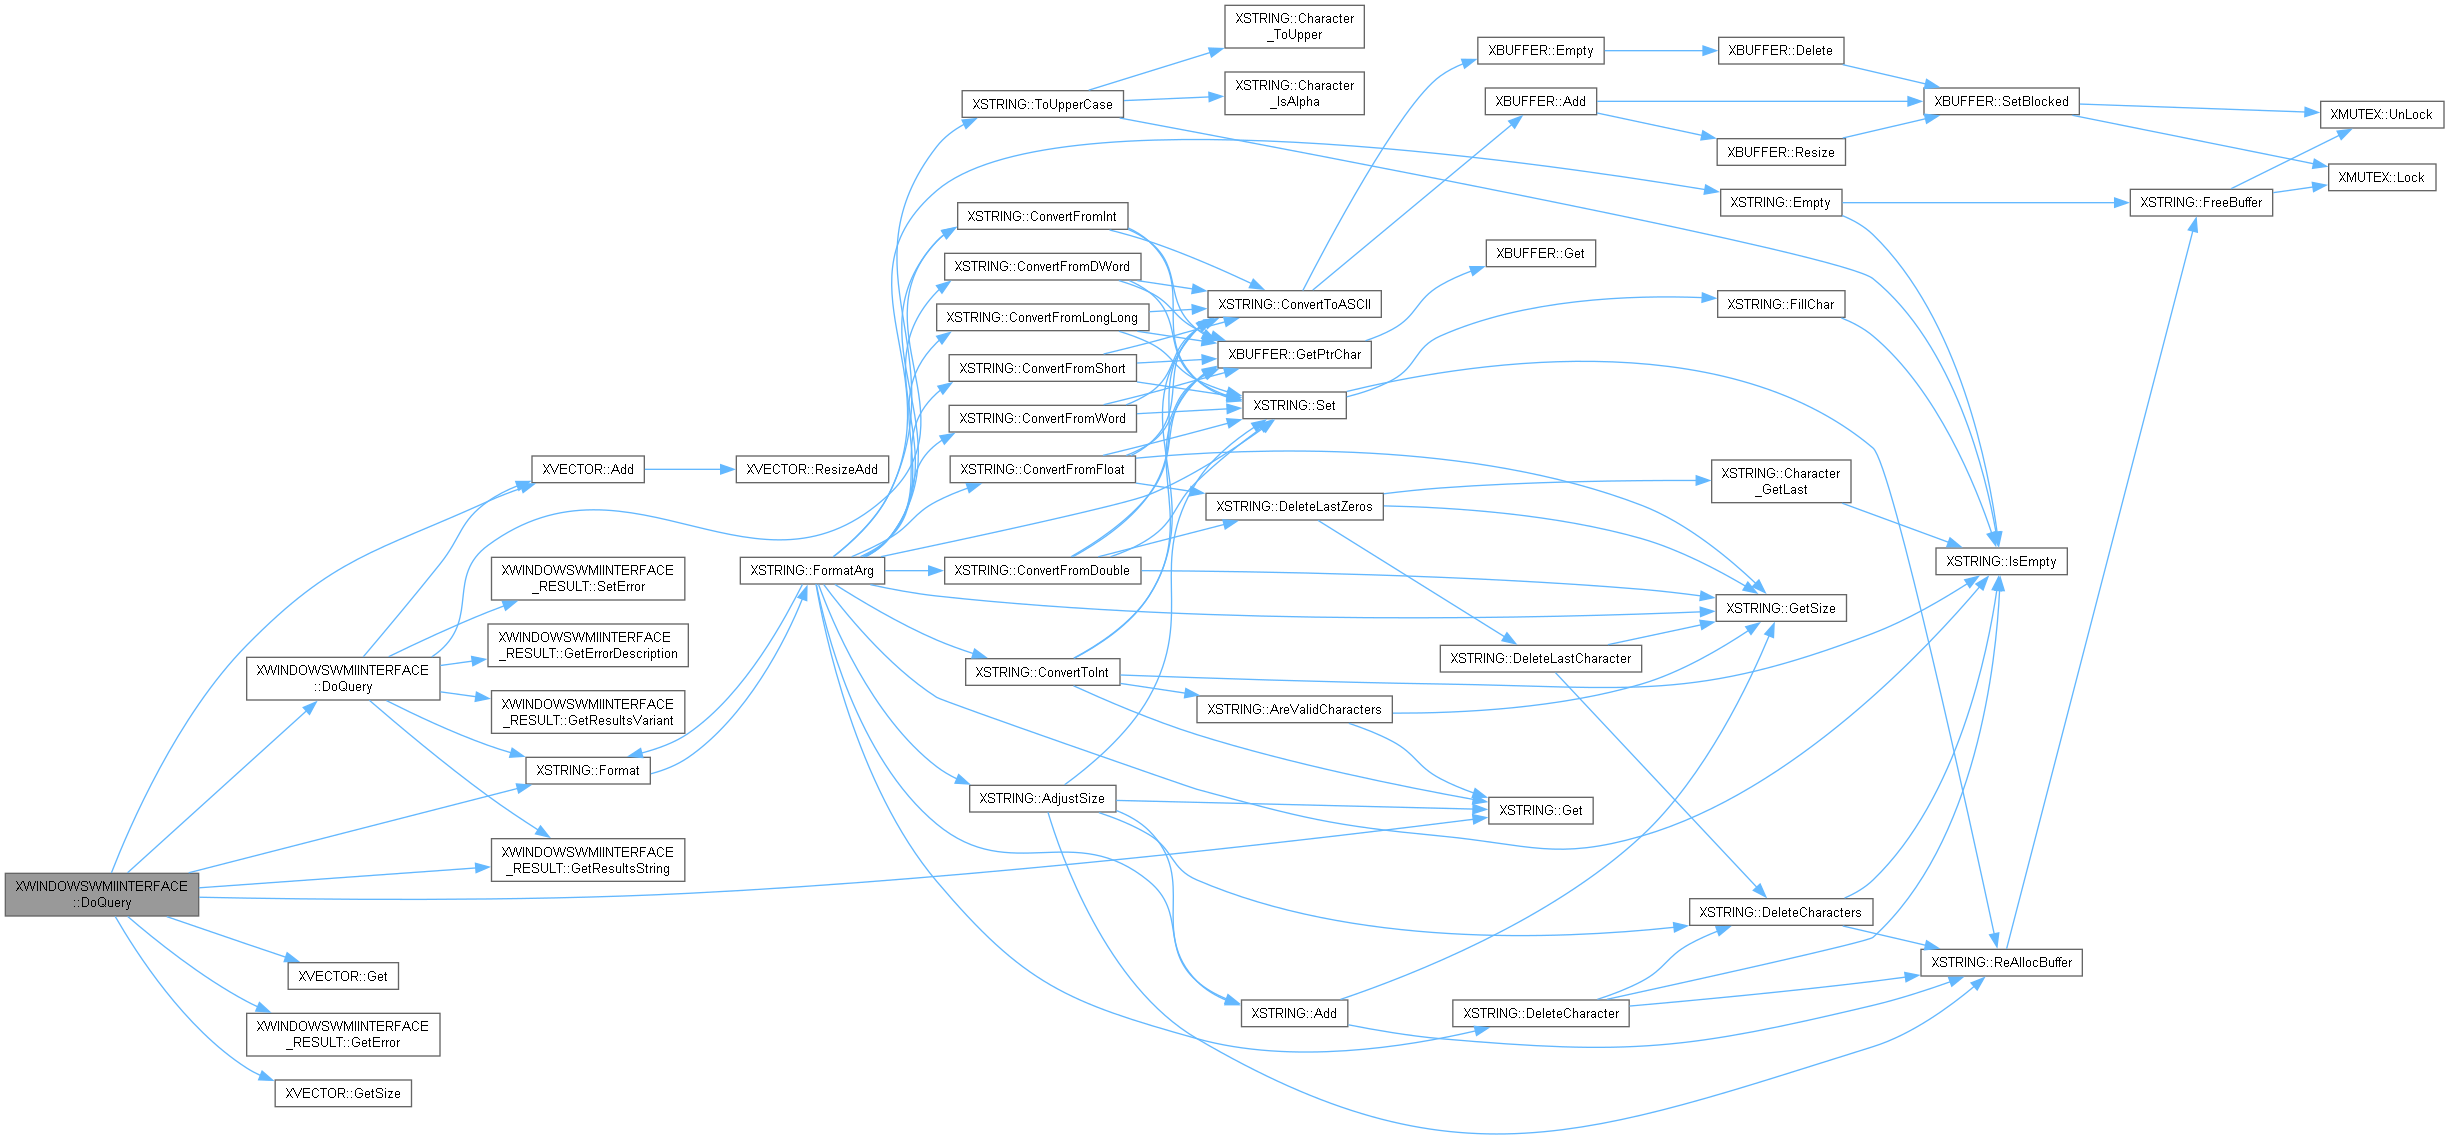 XWINDOWSWMIINTERFACE
::DoQuery
XWINDOWSWMIINTERFACE
::DoQuery
XVECTOR::Get
XWINDOWSWMIINTERFACE
_RESULT::GetError
XVECTOR::GetSize
XVECTOR::Add
XWINDOWSWMIINTERFACE
_RESULT::SetError
XWINDOWSWMIINTERFACE
_RESULT::GetErrorDescription
XWINDOWSWMIINTERFACE
_RESULT::GetResultsVariant
XSTRING::Format
XWINDOWSWMIINTERFACE
_RESULT::GetResultsString
XVECTOR::ResizeAdd
XSTRING::FormatArg
XSTRING::ToUpperCase
XSTRING::ConvertFromInt
XSTRING::ConvertFromDWord
XSTRING::ConvertFromLongLong
XSTRING::ConvertFromShort
XSTRING::ConvertFromWord
XSTRING::ConvertFromFloat
XSTRING::ConvertFromDouble
XSTRING::ConvertToInt
XSTRING::AdjustSize
XSTRING::Character
_ToUpper
XSTRING::Character
_IsAlpha
XSTRING::ConvertToASCII
XBUFFER::GetPtrChar
XSTRING::Set
XSTRING::DeleteLastZeros
XSTRING::AreValidCharacters
XSTRING::Add
XBUFFER::Empty
XBUFFER::Add
XBUFFER::Get
XSTRING::DeleteLastCharacter
XSTRING::Get
XSTRING::DeleteCharacter
XBUFFER::Delete
XBUFFER::Resize
XSTRING::Empty
XSTRING::FillChar
XSTRING::Character
_GetLast
XSTRING::GetSize
XSTRING::DeleteCharacters
XBUFFER::SetBlocked
XSTRING::IsEmpty
XSTRING::ReAllocBuffer
XSTRING::FreeBuffer
XMUTEX::UnLock
XMUTEX::Lock